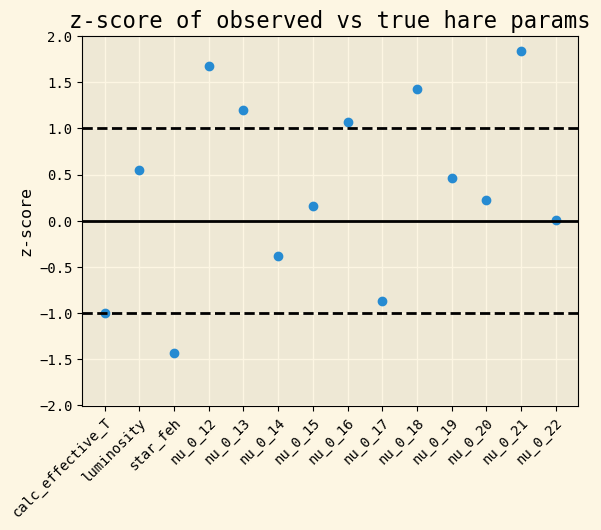 z-score of observed vs true hare params
z-score
2.0
1.5
1.0
0.5
0.0
−0.5
−1.0
−1.5
−2.0
calc_effective_T
luminosity
star_feh
nu_0_12
nu_0_13
nu_0_14
nu_0_15
nu_0_16
nu_0_17
nu_0_18
nu_0_19
nu_0_20
nu_0_21
nu_0_22